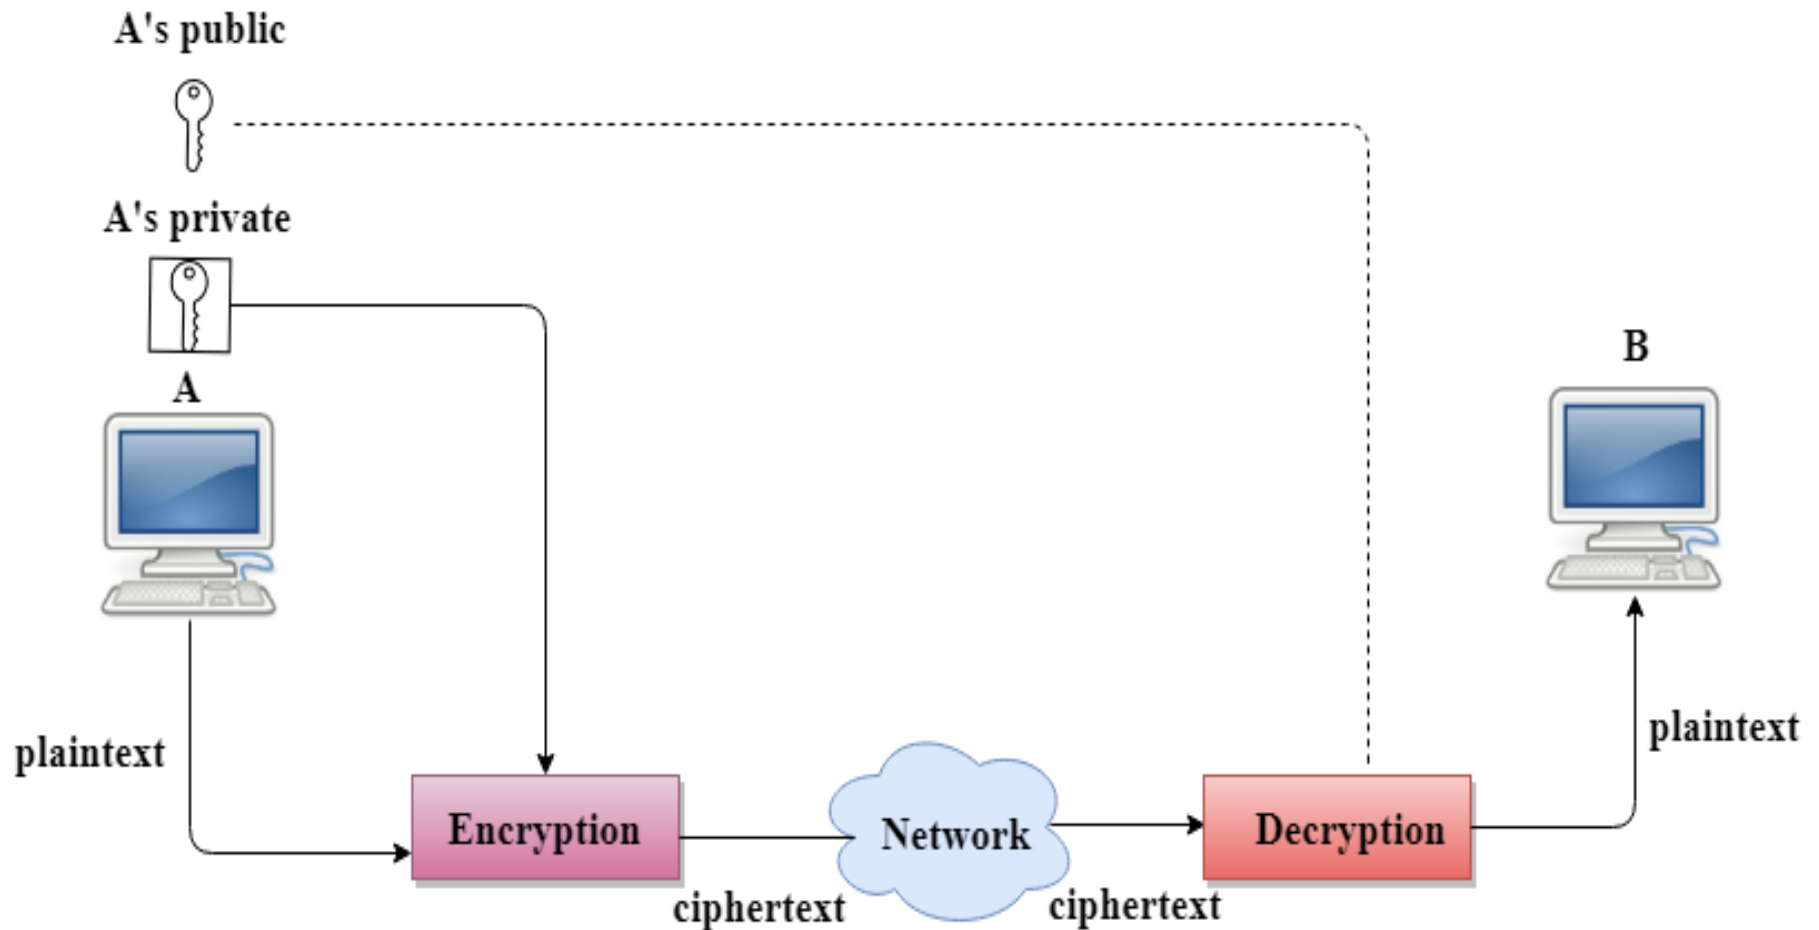 A's public
A's private
A
B
plaintext
plaintext
Encryption
Network
Decryption
ciphertext
ciphertext